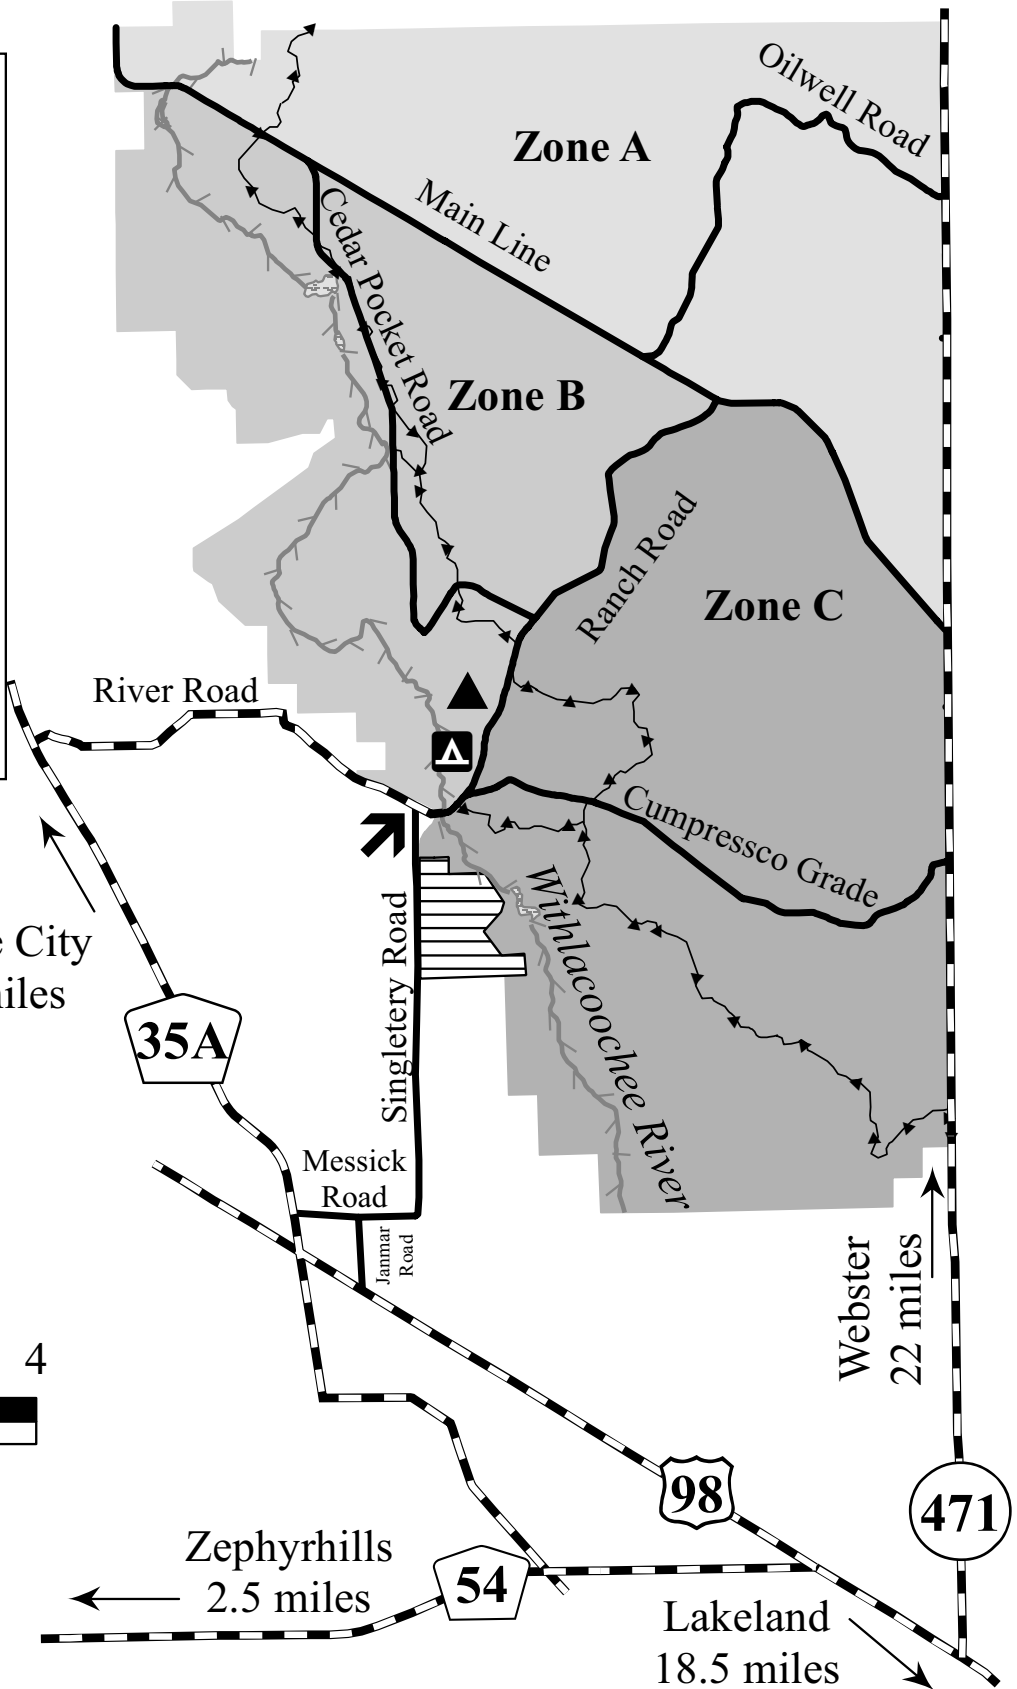 Oilwell Road
Zone A
Main Line
Cedar Pocket Road
Zone B
Ranch Road
Zone C
River Road
Cumpressco Grade
Withlacoochee River
City
35A
Singletery Road
Messick
Road
Janmar
Road
Webster
22 miles
4
98
471
Zephyrhills
2.5 miles
54
Lakeland
18.5 miles